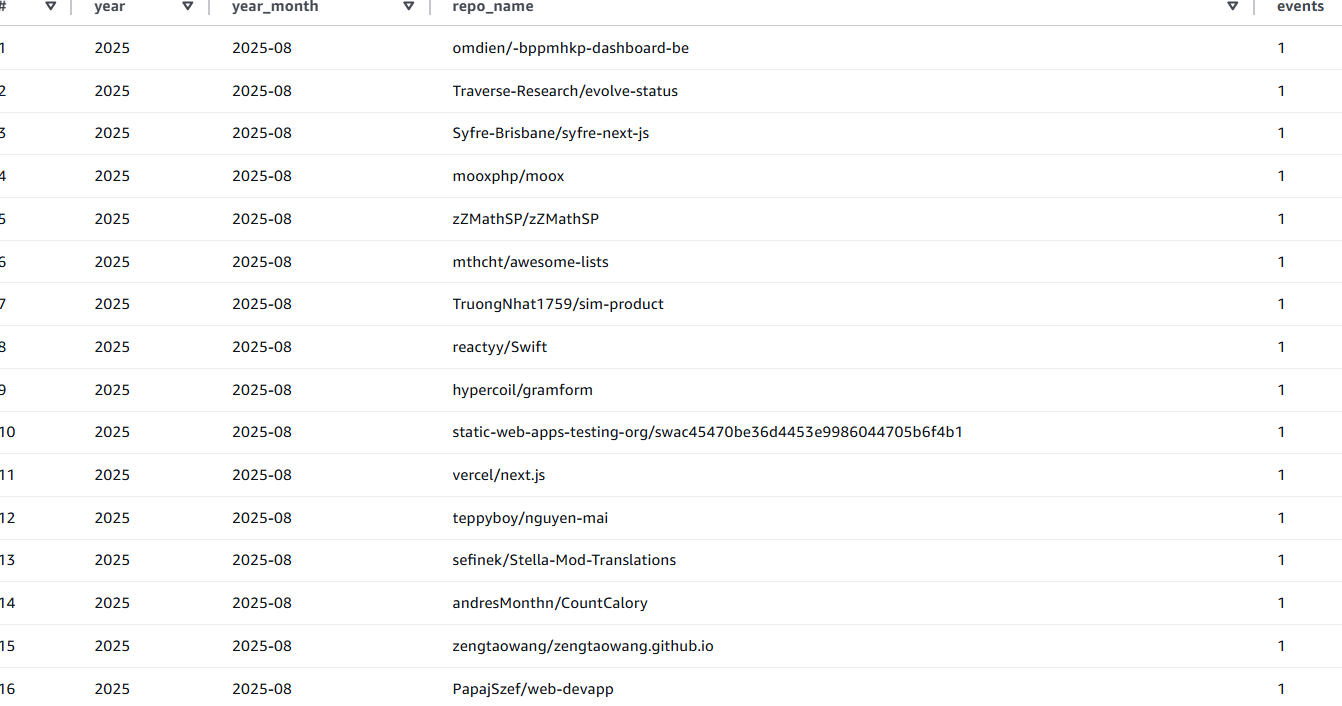 # year year_month repo_name events
1 2025 2025-08 omdien/-bppmhkp-dashboard-be 1
2 2025 2025-08 Traverse-Research/evolve-status 1
3 2025 2025-08 Syfre-Brisbane/syfre-next-js 1
4 2025 2025-08 mooxphp/moox 1
5 2025 2025-08 zZMathSP/zZMathSP 1
6 2025 2025-08 mthcht/awesome-lists 1
7 2025 2025-08 TruongNhat1759/sim-product 1
8 2025 2025-08 reactyy/Swift 1
9 2025 2025-08 hypercoil/gramform 1
10 2025 2025-08 static-web-apps-testing-org/swac45470be36d4453e9986044705b6f4b1 1
11 2025 2025-08 vercel/next.js 1
12 2025 2025-08 teppyboy/nguyen-mai 1
13 2025 2025-08 sefinek/Stella-Mod-Translations 1
14 2025 2025-08 andresMonthn/CountCalory 1
15 2025 2025-08 zengtaowang/zengtaowang.github.io 1
16 2025 2025-08 PapajSzef/web-devapp 1